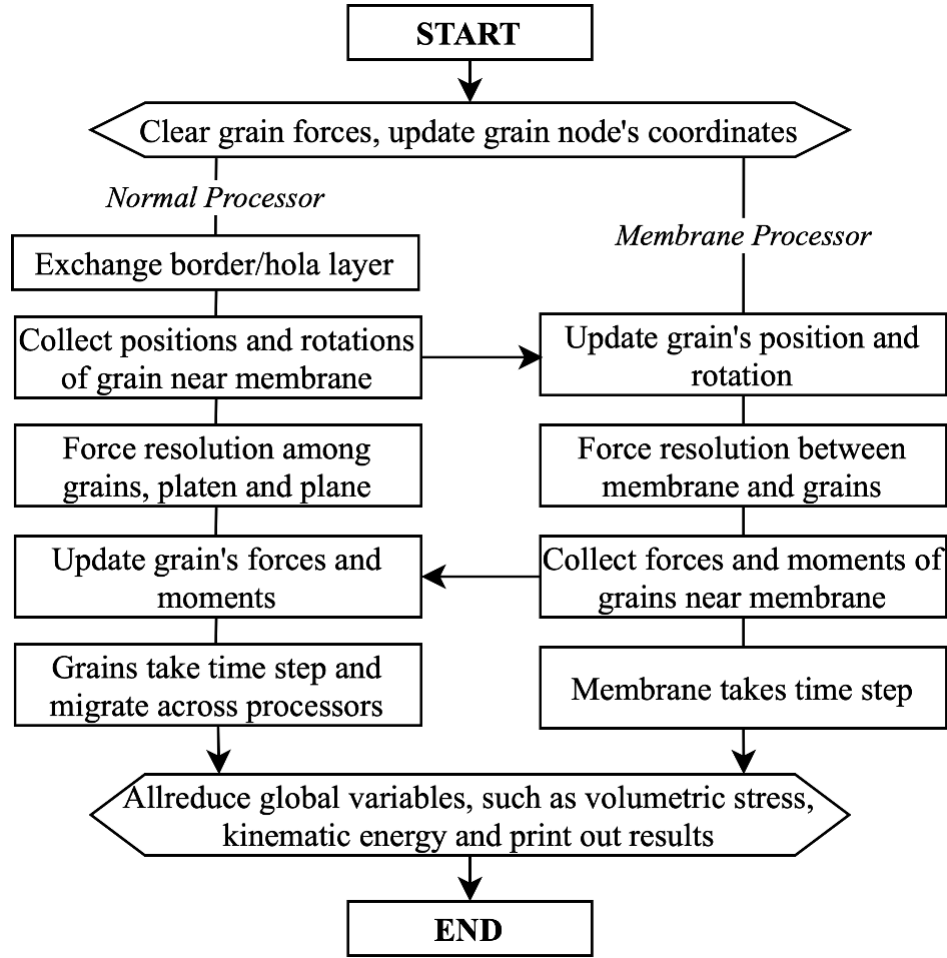 START
Clear grain forces, update grain node's coordinates
Normal Processor
Membrane Processor
Exchange border/hola layer
Collect positions and rotations
of grain near membrane
Update grain's position and
rotation
Force resolution among
grains, platen and plane
Force resolution between
membrane and grains
Update grain's forces and
moments
Collect forces and moments of
grains near membrane
Grains take time step and
migrate across processors
Membrane takes time step
Allreduce global variables, such as volumetric stress,
kinematic energy and print out results
END